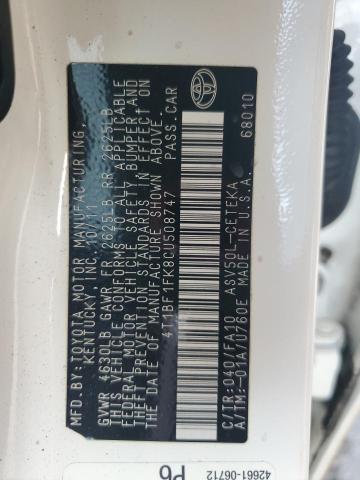 MFD.BY:TOYOTA MOTOR MANUFACTURING,
KENTUCKY, INC. 10/11
GVWR 4630LB GAWR FR 2625LB RR 2625LB
THIS VEHICLE CONFORMS TO ALL APPLICABLE
FEDERAL MOTOR VEHICLE SAFETY BUMPER, AND
THEFT PREVENTION STANDARDS IN EFFECT ON
THE DATE OF MANUFACTURE SHOWN ABOVE.
4T1BF1FK8CU508747 PASS.CAR
C/TR:040/FA10 ASV50L-CETEKA
A/TM:-01A/U760E MADE IN U.S.A.
68010
42661-06712
P6